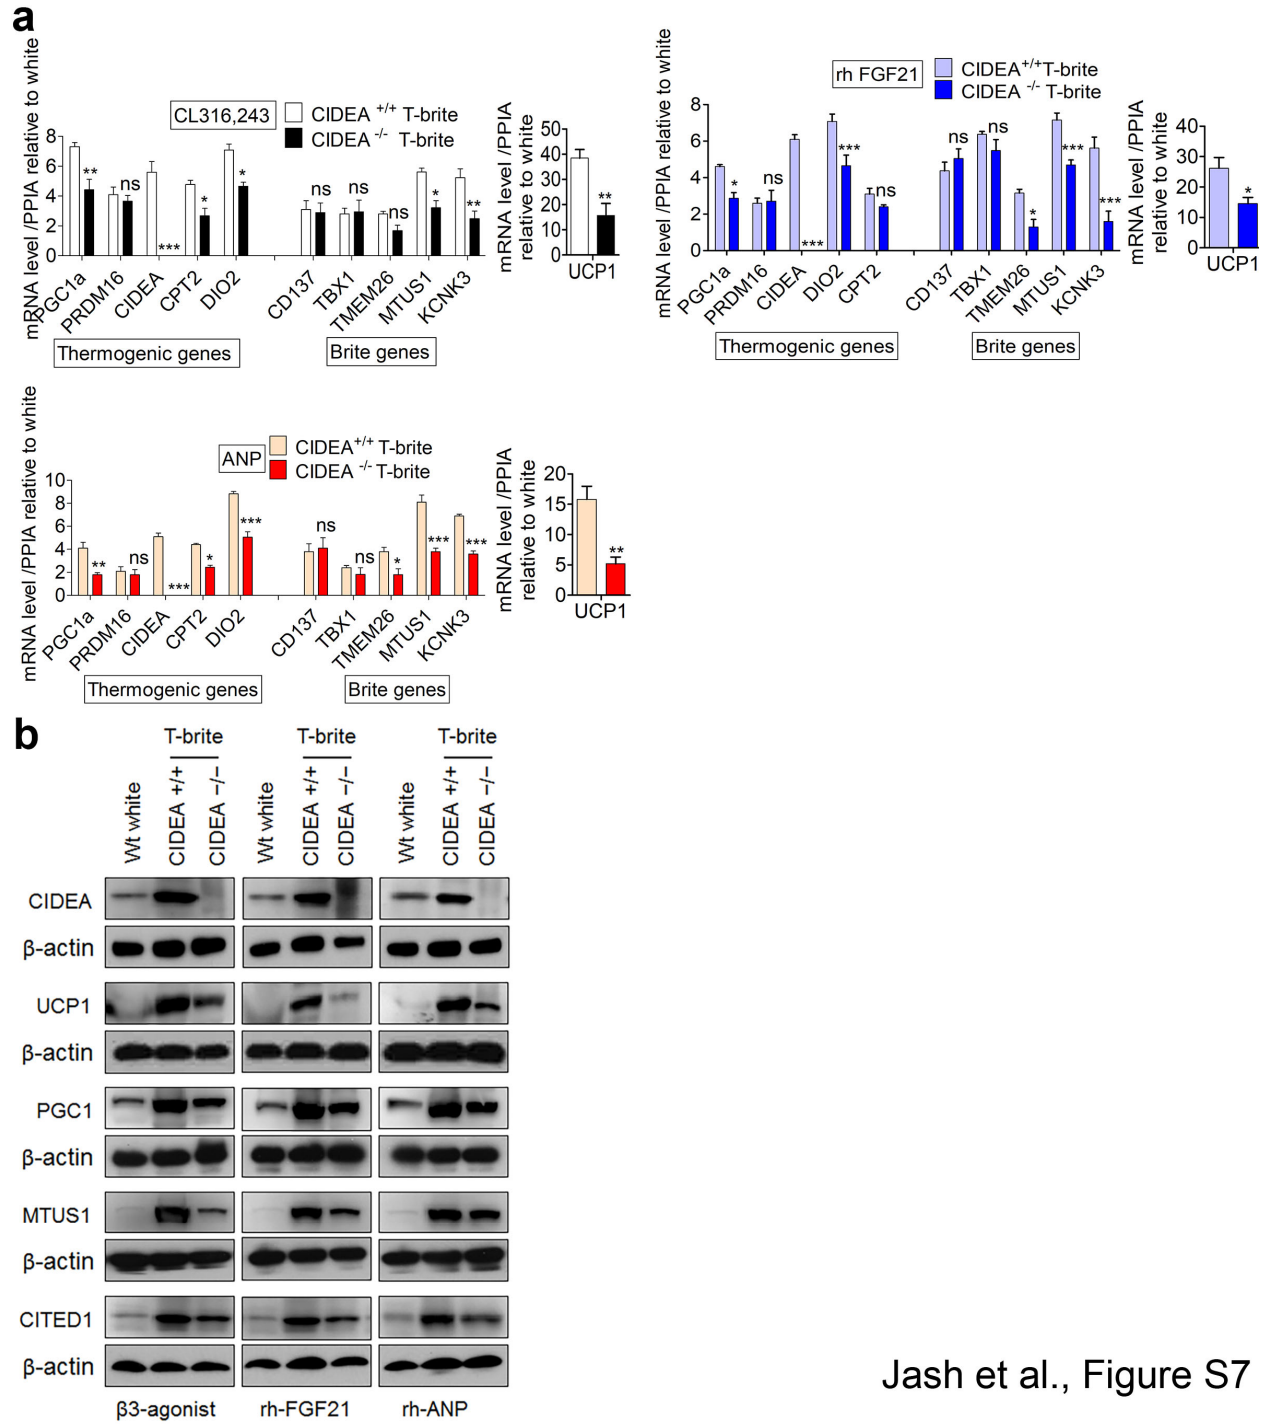 a
mRNA level /PPIA relative to white
CL316,243
CIDEA +/+ T-brite
CIDEA -/- T-brite
8
6
4
2
0
** ns *** * * ns ns ns * **
PGC1a PRDM16 CIDEA CPT2 DIO2 CD137 TBX1 TMEM26 MTUS1 KCNK3
Thermogenic genes
Brite genes
mRNA level /PPIA
relative to white
50
40
30
20
10
0
**
UCP1
mRNA level /PPIA relative to white
rh FGF21
CIDEA+/+T-brite
CIDEA -/- T-brite
8
6
4
2
0
* ns *** *** ns ns ns * *** ***
PGC1a PRDM16 CIDEA DIO2 CPT2 CD137 TBX1 TMEM26 MTUS1 KCNK3
Thermogenic genes
Brite genes
mRNA level /PPIA
relative to white
40
30
20
10
0
*
UCP1
mRNA level /PPIA relative to white
ANP
CIDEA+/+ T-brite
CIDEA -/- T-brite
10
8
6
4
2
0
** ns *** * *** ns ns * *** ***
PGC1a PRDM16 CIDEA CPT2 DIO2 CD137 TBX1 TMEM26 MTUS1 KCNK3
Thermogenic genes
Brite genes
mRNA level /PPIA
relative to white
20
15
10
5
0
**
UCP1
b
T-brite T-brite T-brite
Wt white CIDEA +/+ CIDEA –/– Wt white CIDEA +/+ CIDEA –/– Wt white CIDEA +/+ CIDEA –/–
CIDEA
β-actin
UCP1
β-actin
PGC1
β-actin
MTUS1
β-actin
CITED1
β-actin
β3-agonist rh-FGF21 rh-ANP
Jash et al., Figure S7